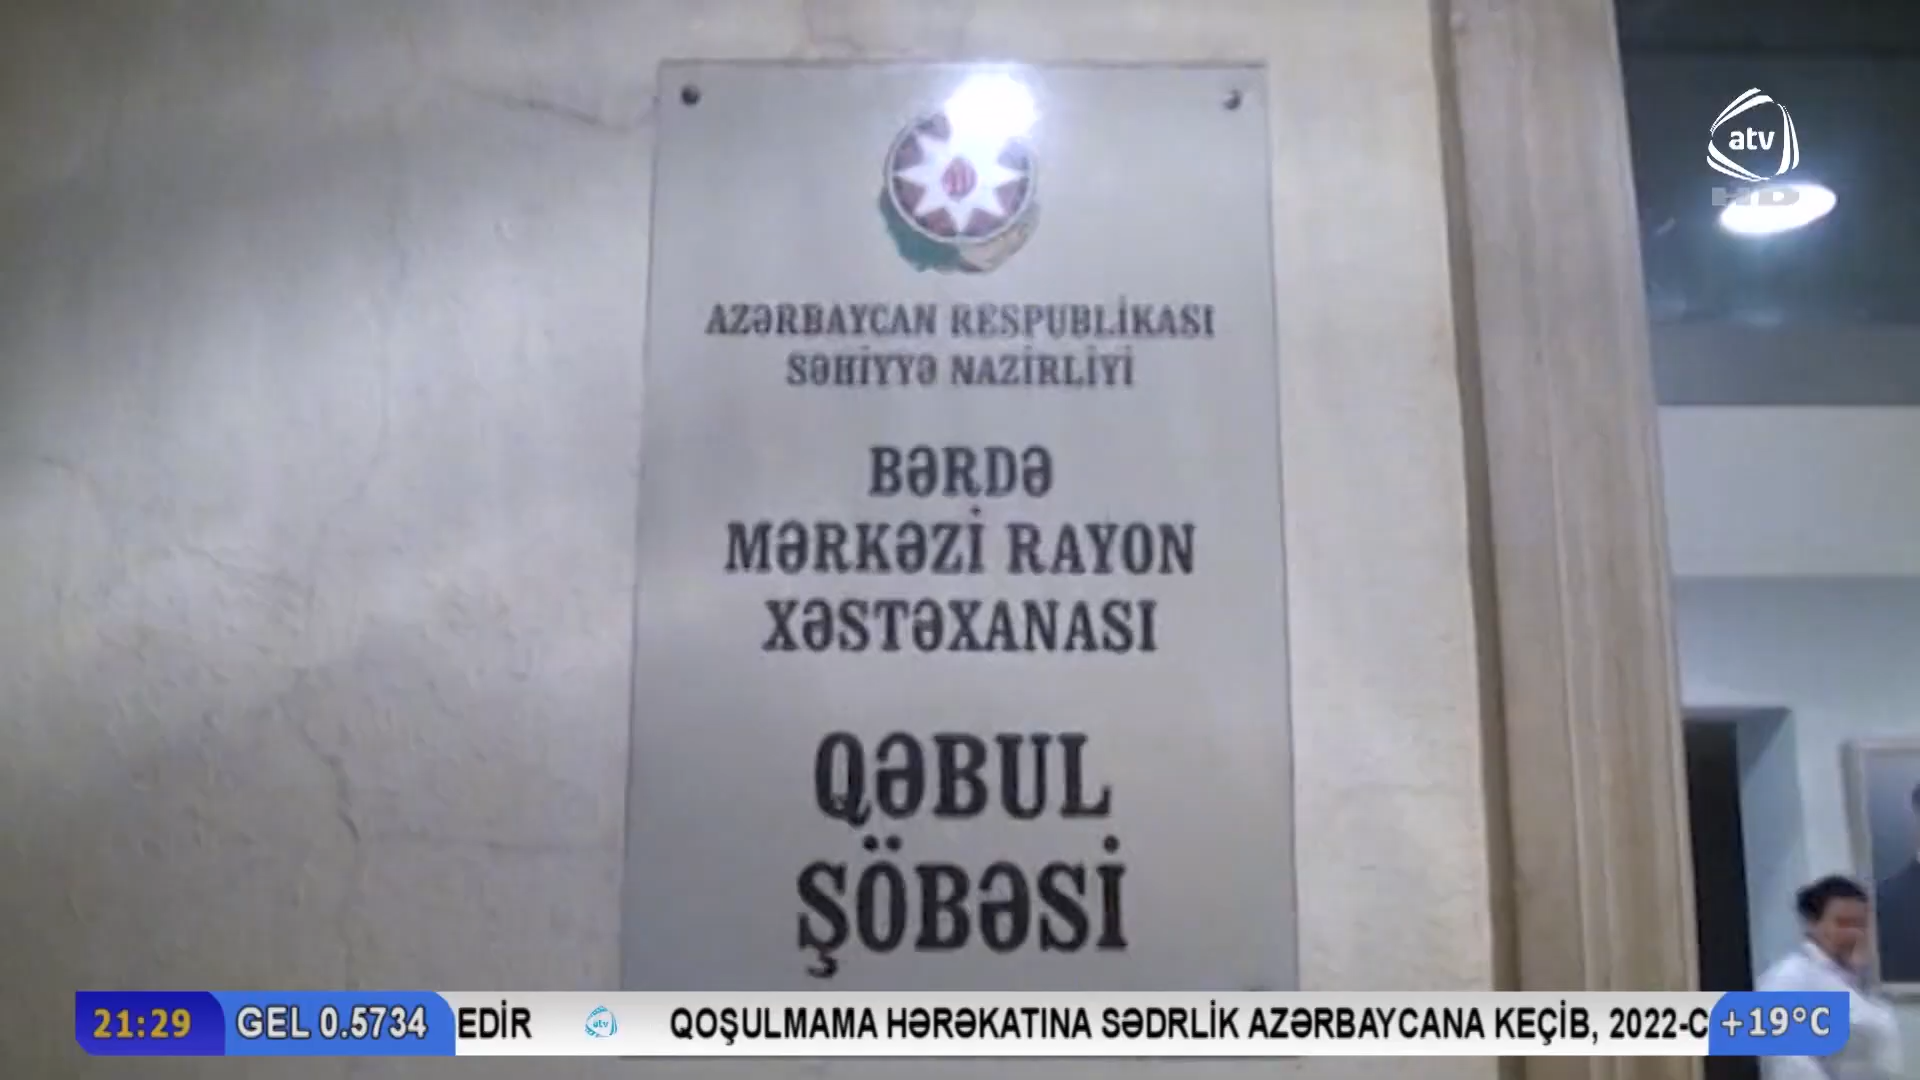 atv
HD
AZƏRBAYCAN RESPUBLİKASI
SƏHİYYƏ NAZİRLİYİ
BƏRDƏ
MƏRKƏZİ RAYON
XƏSTƏXANASI
QƏBUL
ŞÖBƏSİ
21:29 GEL 0.5734 EDİR atv QOŞULMAMA HƏRƏKATINA SƏDRLİK AZƏRBAYCANA KEÇİB, 2022-C +19°C